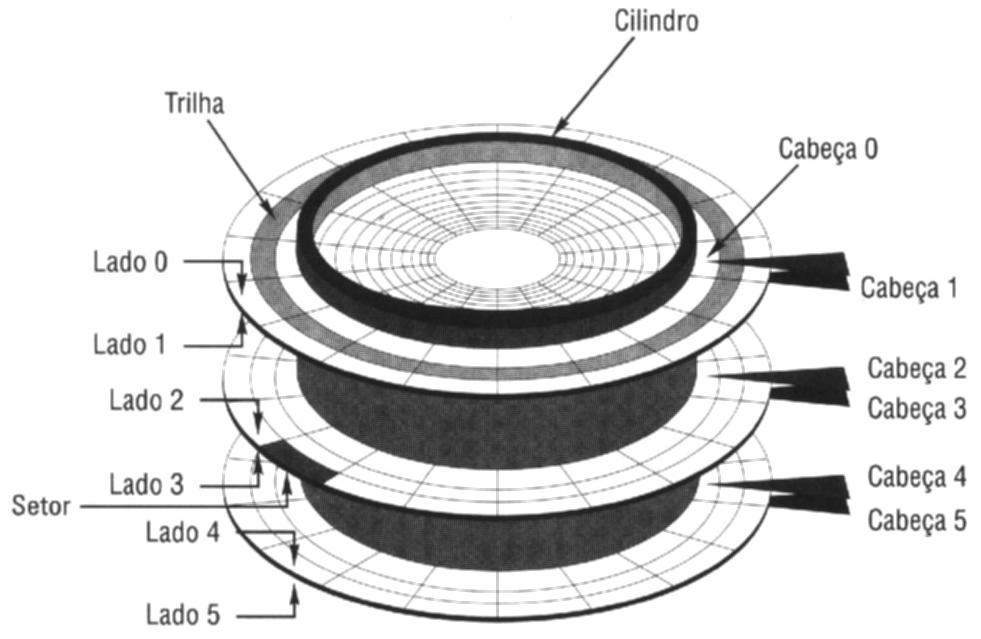 Cilindro
Trilha
Cabeça 0
Lado 0
Cabeça 1
Lado 1
Cabeça 2
Lado 2
Cabeça 3
Cabeça 4
Lado 3
Setor
Cabeça 5
Lado 4
Lado 5